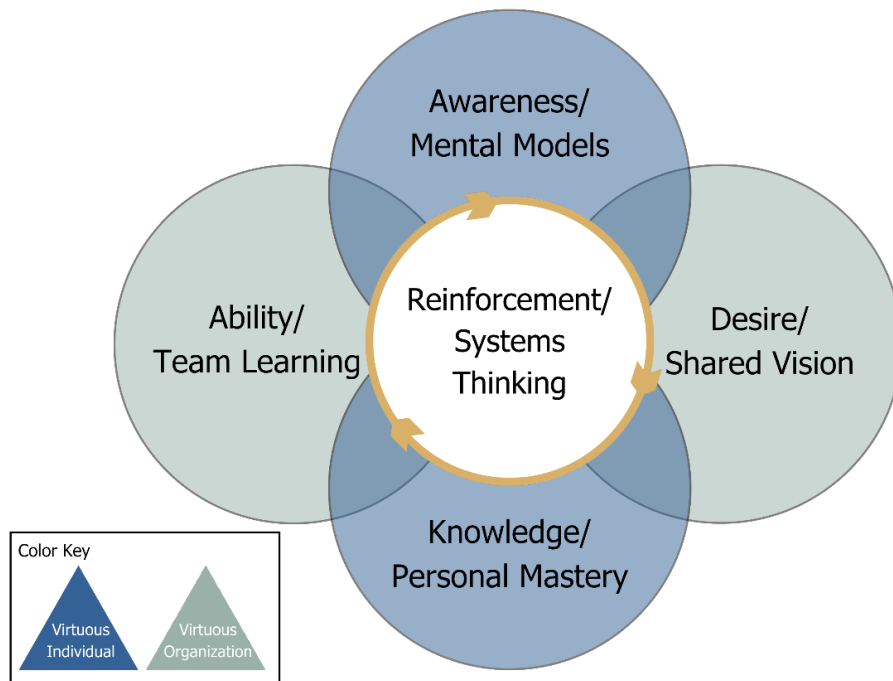 Awareness/
Mental Models
Ability/
Team Learning
Reinforcement/
Systems
Thinking
Desire/
Shared Vision
Knowledge/
Personal Mastery
Color Key
Virtuous
Individual
Virtuous
Organization